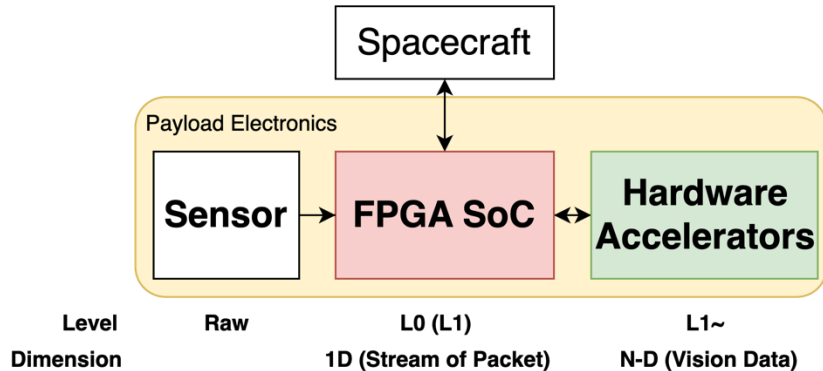 Spacecraft
Payload Electronics
Sensor
FPGA SoC
Hardware
Accelerators
Level Raw L0 (L1) L1~
Dimension 1D (Stream of Packet) N-D (Vision Data)